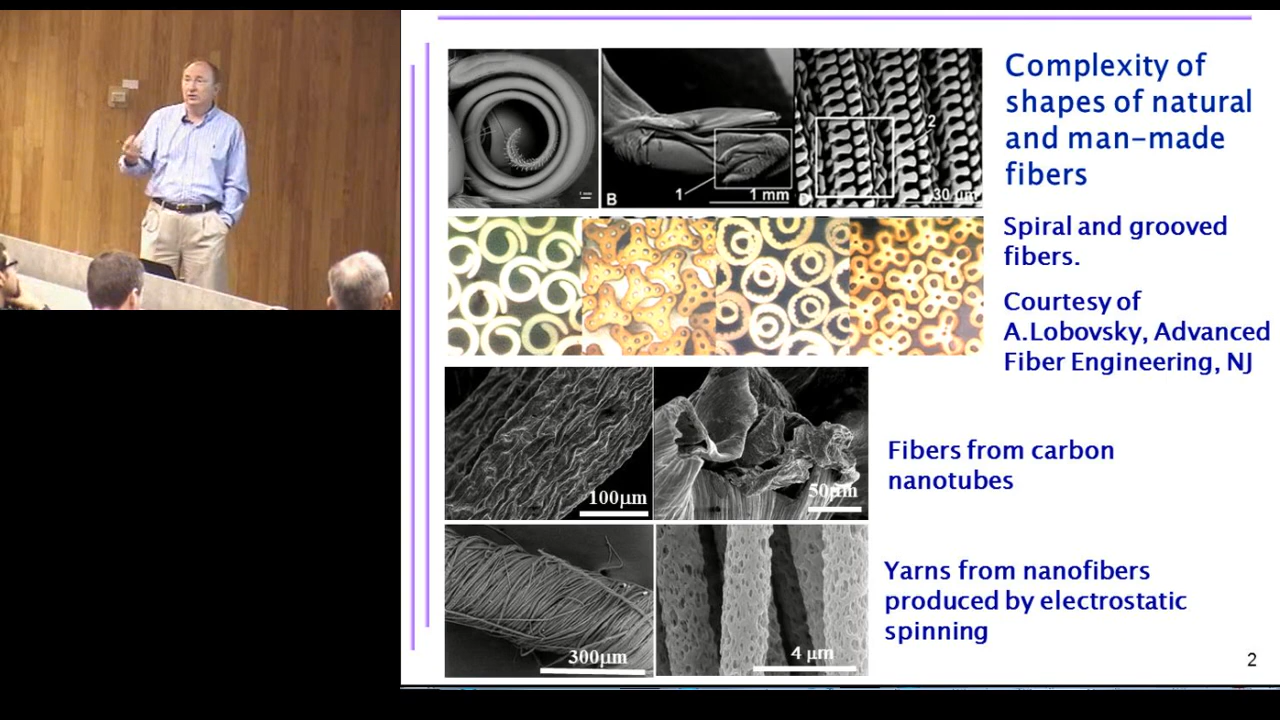 Complexity of
shapes of natural
and man-made
fibers
B
1
1 mm
2
30 µm
Spiral and grooved
fibers.
Courtesy of
A.Lobovsky, Advanced
Fiber Engineering, NJ
100µm
50µm
Fibers from carbon
nanotubes
300µm
4 µm
Yarns from nanofibers
produced by electrostatic
spinning
2